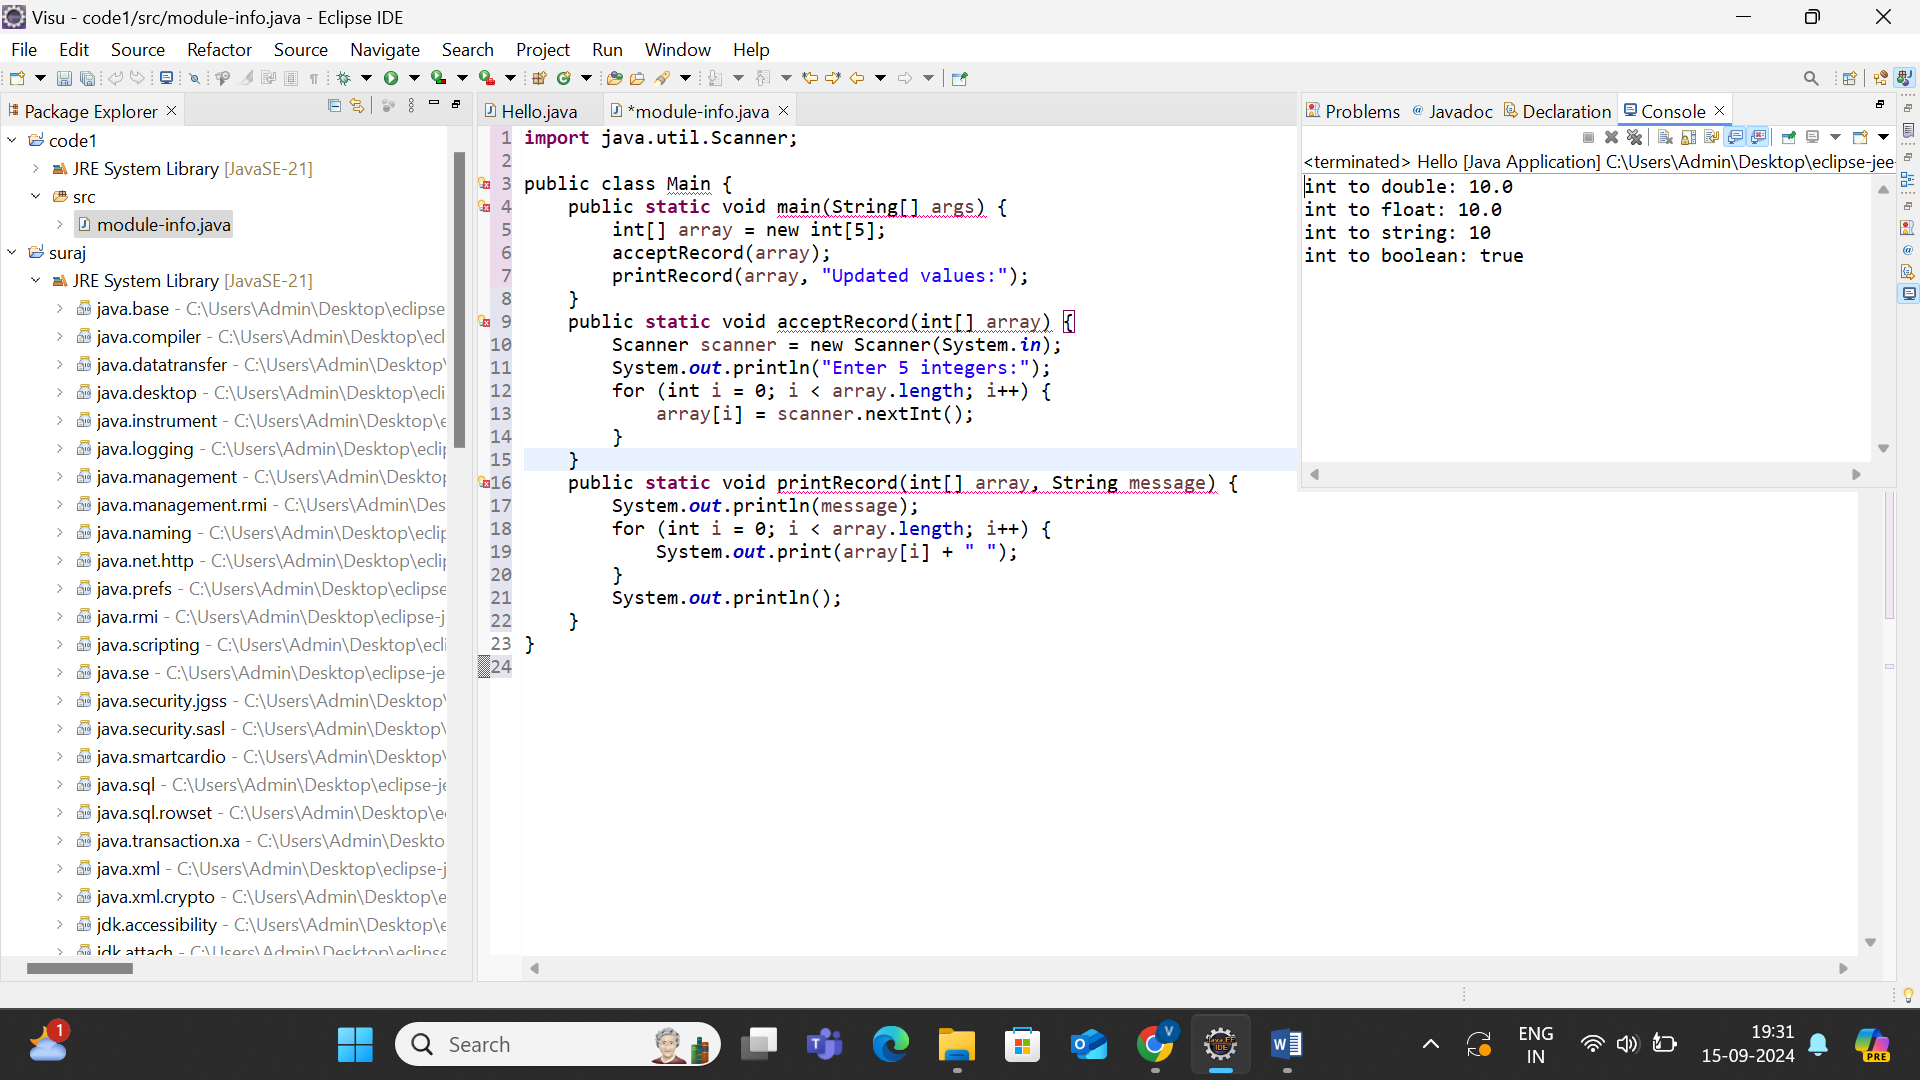 Visu - code1/src/module-info.java - Eclipse IDE
File Edit Source Refactor Source Navigate Search Project Run Window Help
Package Explorer
code1
JRE System Library [JavaSE-21]
src
module-info.java
suraj
JRE System Library [JavaSE-21]
java.base - C:\Users\Admin\Desktop\eclipse
java.compiler - C:\Users\Admin\Desktop\ecl
java.datatransfer - C:\Users\Admin\Desktop\
java.desktop - C:\Users\Admin\Desktop\ecli
java.instrument - C:\Users\Admin\Desktop\e
java.logging - C:\Users\Admin\Desktop\eclip
java.management - C:\Users\Admin\Desktop
java.management.rmi - C:\Users\Admin\Des
java.naming - C:\Users\Admin\Desktop\eclip
java.net.http - C:\Users\Admin\Desktop\eclip
java.prefs - C:\Users\Admin\Desktop\eclipse
java.rmi - C:\Users\Admin\Desktop\eclipse-j
java.scripting - C:\Users\Admin\Desktop\ecli
java.se - C:\Users\Admin\Desktop\eclipse-je
java.security.jgss - C:\Users\Admin\Desktop\
java.security.sasl - C:\Users\Admin\Desktop\
java.smartcardio - C:\Users\Admin\Desktop\
java.sql - C:\Users\Admin\Desktop\eclipse-je
java.sql.rowset - C:\Users\Admin\Desktop\e
java.transaction.xa - C:\Users\Admin\Deskto
java.xml - C:\Users\Admin\Desktop\eclipse-j
java.xml.crypto - C:\Users\Admin\Desktop\e
jdk.accessibility - C:\Users\Admin\Desktop\e
jdk.attach - C:\Users\Admin\Desktop\eclipse
Hello.java *module-info.java
1 import java.util.Scanner;
2
3 public class Main {
4 public static void main(String[] args) {
5 int[] array = new int[5];
6 acceptRecord(array);
7 printRecord(array, "Updated values:");
8 }
9 public static void acceptRecord(int[] array) {
10 Scanner scanner = new Scanner(System.in);
11 System.out.println("Enter 5 integers:");
12 for (int i = 0; i < array.length; i++) {
13 array[i] = scanner.nextInt();
14 }
15 }
16 public static void printRecord(int[] array, String message) {
17 System.out.println(message);
18 for (int i = 0; i < array.length; i++) {
19 System.out.print(array[i] + " ");
20 }
21 System.out.println();
22 }
23 }
24
Problems Javadoc Declaration Console
<terminated> Hello [Java Application] C:\Users\Admin\Desktop\eclipse-jee-
int to double: 10.0
int to float: 10.0
int to string: 10
int to boolean: true
1
Search
V
Java EE
IDE
ENG
IN
19:31
15-09-2024
PRE